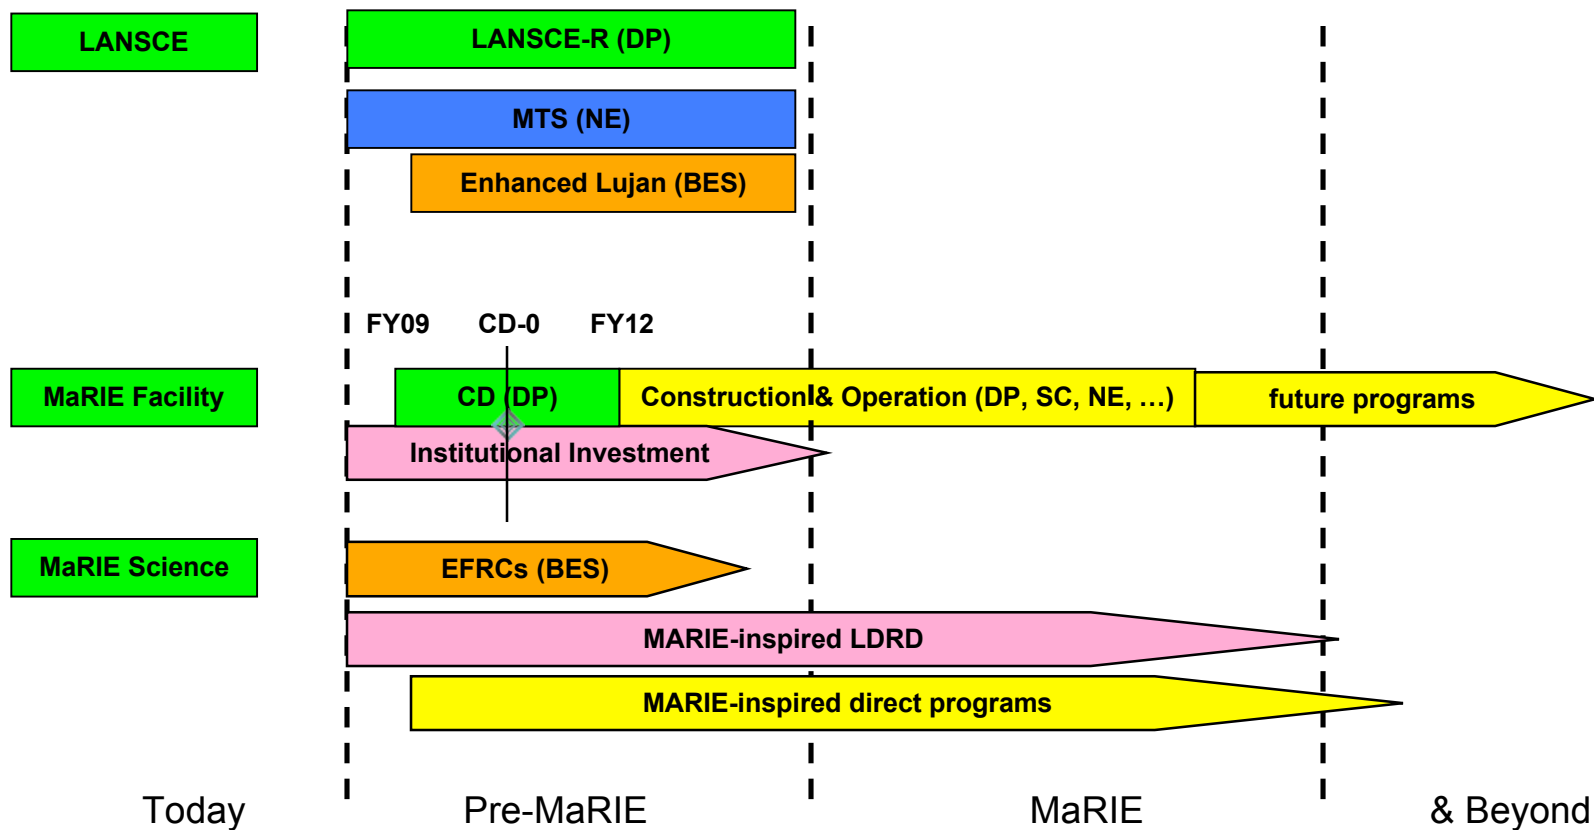 LANSCE
LANSCE-R (DP)
MTS (NE)
Enhanced Lujan (BES)
FY09 CD-0 FY12
MaRIE Facility
CD (DP)
Construction & Operation (DP, SC, NE, …)
future programs
Institutional Investment
MaRIE Science
EFRCs (BES)
MARIE-inspired LDRD
MARIE-inspired direct programs
Today Pre-MaRIE MaRIE & Beyond